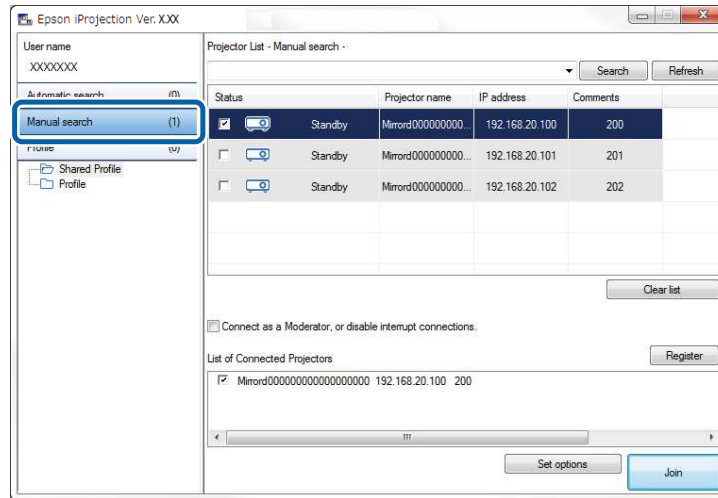 Epson iProjection Ver. X.XX
User name
XXXXXXX
Automatic search (0)
Manual search (1)
Profile (0)
Shared Profile
Profile
Projector List - Manual search -
Search Refresh
Status Projector name IP address Comments
Standby Mirrord000000000... 192.168.20.100 200
Standby Mirrord000000000... 192.168.20.101 201
Standby Mirrord000000000... 192.168.20.102 202
Clear list
Connect as a Moderator, or disable interrupt connections.
List of Connected Projectors
Register
Mirrord000000000000000000 192.168.20.100 200
Set options
Join